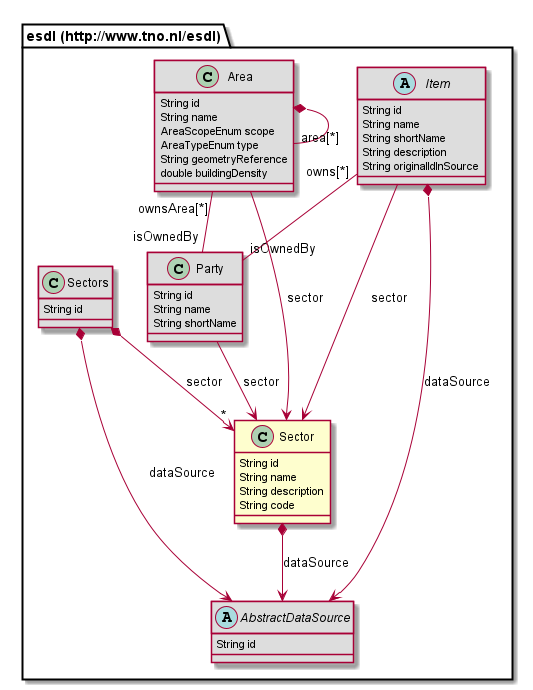 esdl (http://www.tno.nl/esdl)
C Area
String id
String name
AreaScopeEnum scope
AreaTypeEnum type
String geometryReference
double buildingDensity
A Item
String id
String name
String shortName
String description
String originalIdInSource
area[*]
owns[*]
ownsArea[*]
isOwnedBy
isOwnedBy
C Party
String id
String name
String shortName
C Sectors
String id
sector
sector
sector
sector
*
dataSource
dataSource
C Sector
String id
String name
String description
String code
dataSource
A AbstractDataSource
String id